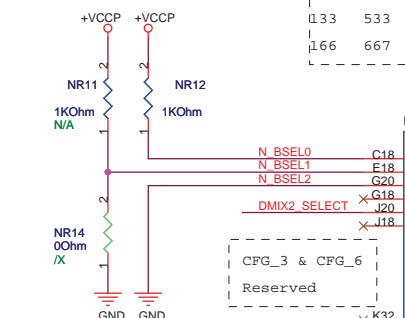 +VCCP +VCCP
133 533
166 667
2 2
NR11 NR12
1KOhm 1KOhm
N/A
1 1
N_BSEL0 C18
N_BSEL1 E18
N_BSEL2 G20
G18
2
DMIX2_SELECT J20
J18
NR14
0Ohm
/X
1
CFG_3 & CFG_6
Reserved
GND GND
K32